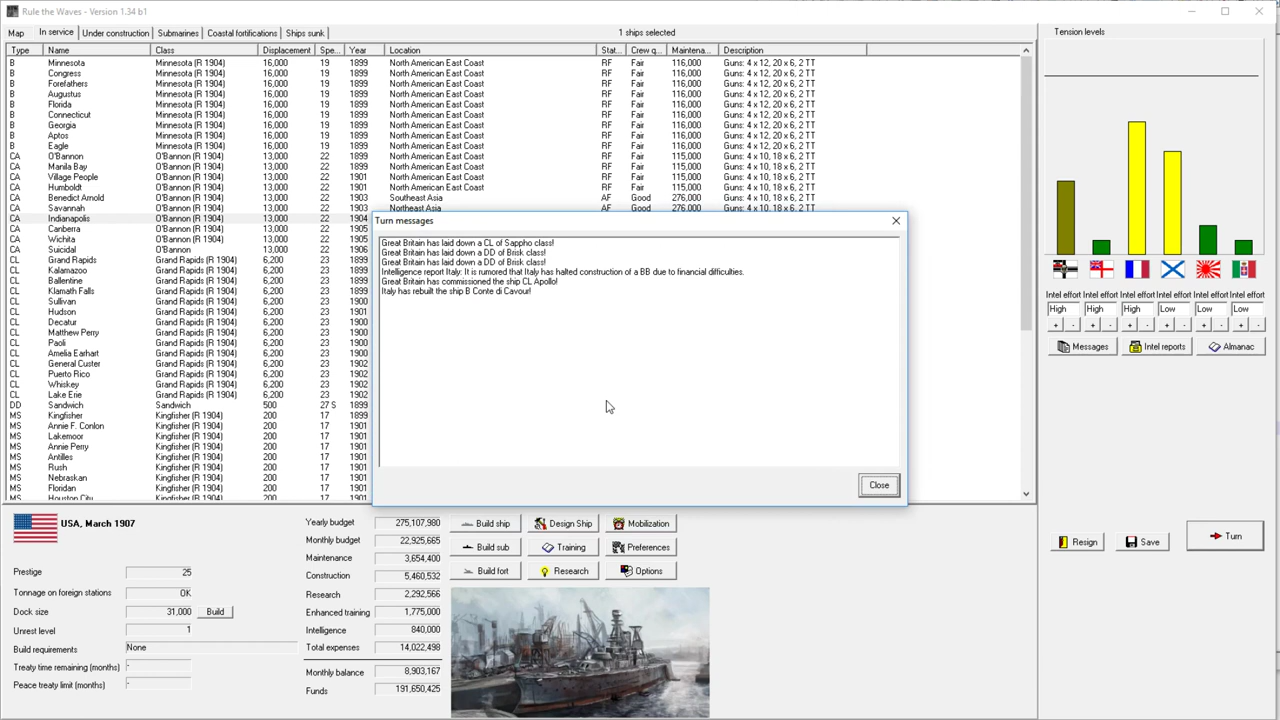 Rule the Waves - Version 1.34 b1
Map In service Under construction Submarines Coastal fortifications Ships sunk 1 ships selected
Type Name Class Displacement Spe... Year Location Stat... Crew q... Maintena... Description
B Minnesota Minnesota (R 1904) 16,000 19 1899 North American East Coast RF Fair 116,000 Guns: 4 x 12, 20 x 6, 2 TT
B Congress Minnesota (R 1904) 16,000 19 1899 North American East Coast RF Fair 116,000 Guns: 4 x 12, 20 x 6, 2 TT
B Forefathers Minnesota (R 1904) 16,000 19 1899 North American East Coast RF Fair 116,000 Guns: 4 x 12, 20 x 6, 2 TT
B Augustus Minnesota (R 1904) 16,000 19 1899 North American East Coast RF Fair 116,000 Guns: 4 x 12, 20 x 6, 2 TT
B Florida Minnesota (R 1904) 16,000 19 1899 North American East Coast RF Fair 116,000 Guns: 4 x 12, 20 x 6, 2 TT
B Connecticut Minnesota (R 1904) 16,000 19 1899 North American East Coast RF Fair 116,000 Guns: 4 x 12, 20 x 6, 2 TT
B Georgia Minnesota (R 1904) 16,000 19 1899 North American East Coast RF Fair 116,000 Guns: 4 x 12, 20 x 6, 2 TT
B Aptos Minnesota (R 1904) 16,000 19 1899 North American East Coast RF Fair 116,000 Guns: 4 x 12, 20 x 6, 2 TT
B Eagle Minnesota (R 1904) 16,000 19 1899 North American East Coast RF Fair 116,000 Guns: 4 x 12, 20 x 6, 2 TT
CA O'Bannon O'Bannon (R 1904) 13,000 22 1899 North American East Coast RF Fair 115,000 Guns: 4 x 10, 18 x 6, 2 TT
CA Manila Bay O'Bannon (R 1904) 13,000 22 1899 North American East Coast RF Fair 115,000 Guns: 4 x 10, 18 x 6, 2 TT
CA Village People O'Bannon (R 1904) 13,000 22 1901 North American East Coast RF Fair 115,000 Guns: 4 x 10, 18 x 6, 2 TT
CA Humboldt O'Bannon (R 1904) 13,000 22 1901 North American East Coast RF Fair 115,000 Guns: 4 x 10, 18 x 6, 2 TT
CA Benedict Arnold O'Bannon (R 1904) 13,000 22 1903 Southeast Asia AF Good 276,000 Guns: 4 x 10, 18 x 6, 2 TT
CA Savannah O'Bannon (R 1904) 13,000 22 1903 Northeast Asia AF Good 276,000 Guns: 4 x 10, 18 x 6, 2 TT
CA Indianapolis O'Bannon (R 1904) 13,000 22 1904
CA Canberra O'Bannon (R 1904) 13,000 22 1905
CA Wichita O'Bannon (R 1904) 13,000 22 1905
CA Suicidal O'Bannon 13,000 22 1906
CL Grand Rapids Grand Rapids (R 1904) 6,200 23 1899
CL Kalamazoo Grand Rapids (R 1904) 6,200 23 1899
CL Ballentine Grand Rapids (R 1904) 6,200 23 1899
CL Klamath Falls Grand Rapids (R 1904) 6,200 23 1899
CL Sullivan Grand Rapids (R 1904) 6,200 23 1900
CL Hudson Grand Rapids (R 1904) 6,200 23 1901
CL Decatur Grand Rapids (R 1904) 6,200 23 1900
CL Matthew Perry Grand Rapids (R 1904) 6,200 23 1900
CL Paoli Grand Rapids (R 1904) 6,200 23 1901
CL Amelia Earhart Grand Rapids (R 1904) 6,200 23 1900
CL General Custer Grand Rapids (R 1904) 6,200 23 1901
CL Puerto Rico Grand Rapids (R 1904) 6,200 23 1902
CL Whiskey Grand Rapids (R 1904) 6,200 23 1902
CL Lake Erie Grand Rapids (R 1904) 6,200 23 1902
DD Sandwich Sandwich 500 27 S 1899
MS Kingfisher Kingfisher (R 1904) 200 17 1899
MS Annie F. Conlon Kingfisher (R 1904) 200 17 1901
MS Lakemoor Kingfisher (R 1904) 200 17 1901
MS Annie Perry Kingfisher (R 1904) 200 17 1901
MS Antilles Kingfisher (R 1904) 200 17 1901
MS Rush Kingfisher (R 1904) 200 17 1901
MS Nebraskan Kingfisher (R 1904) 200 17 1901
MS Floridan Kingfisher (R 1904) 200 17 1901
MS Houston City Kingfisher (R 1904) 200 17 1901
Turn messages
Great Britain has laid down a CL of Sappho class!
Great Britain has laid down a DD of Brisk class!
Great Britain has laid down a DD of Brisk class!
Intelligence report Italy: It is rumored that Italy has halted construction of a BB due to financial difficulties.
Great Britain has commissioned the ship CL Apollo!
Italy has rebuilt the ship B Conte di Cavour!
Close
Tension levels
Intel effort Intel effort Intel effort Intel effort Intel effort Intel effort
High High High Low Low Low
+ - + - + - + - + - + -
Messages Intel reports Almanac
USA, March 1907
Prestige 25
Tonnage on foreign stations OK
Dock size 31,000 Build
Unrest level 1
Build requirements None
Treaty time remaining (months) -
Peace treaty limit (months) -
Yearly budget 275,107,980
Monthly budget 22,925,665
Maintenance 3,654,400
Construction 5,460,532
Research 2,292,566
Enhanced training 1,775,000
Intelligence 840,000
Total expenses 14,022,498
Monthly balance 8,903,167
Funds 191,650,425
Build ship Design Ship Mobilization
Build sub Training Preferences
Build fort Research Options
Resign Save Turn